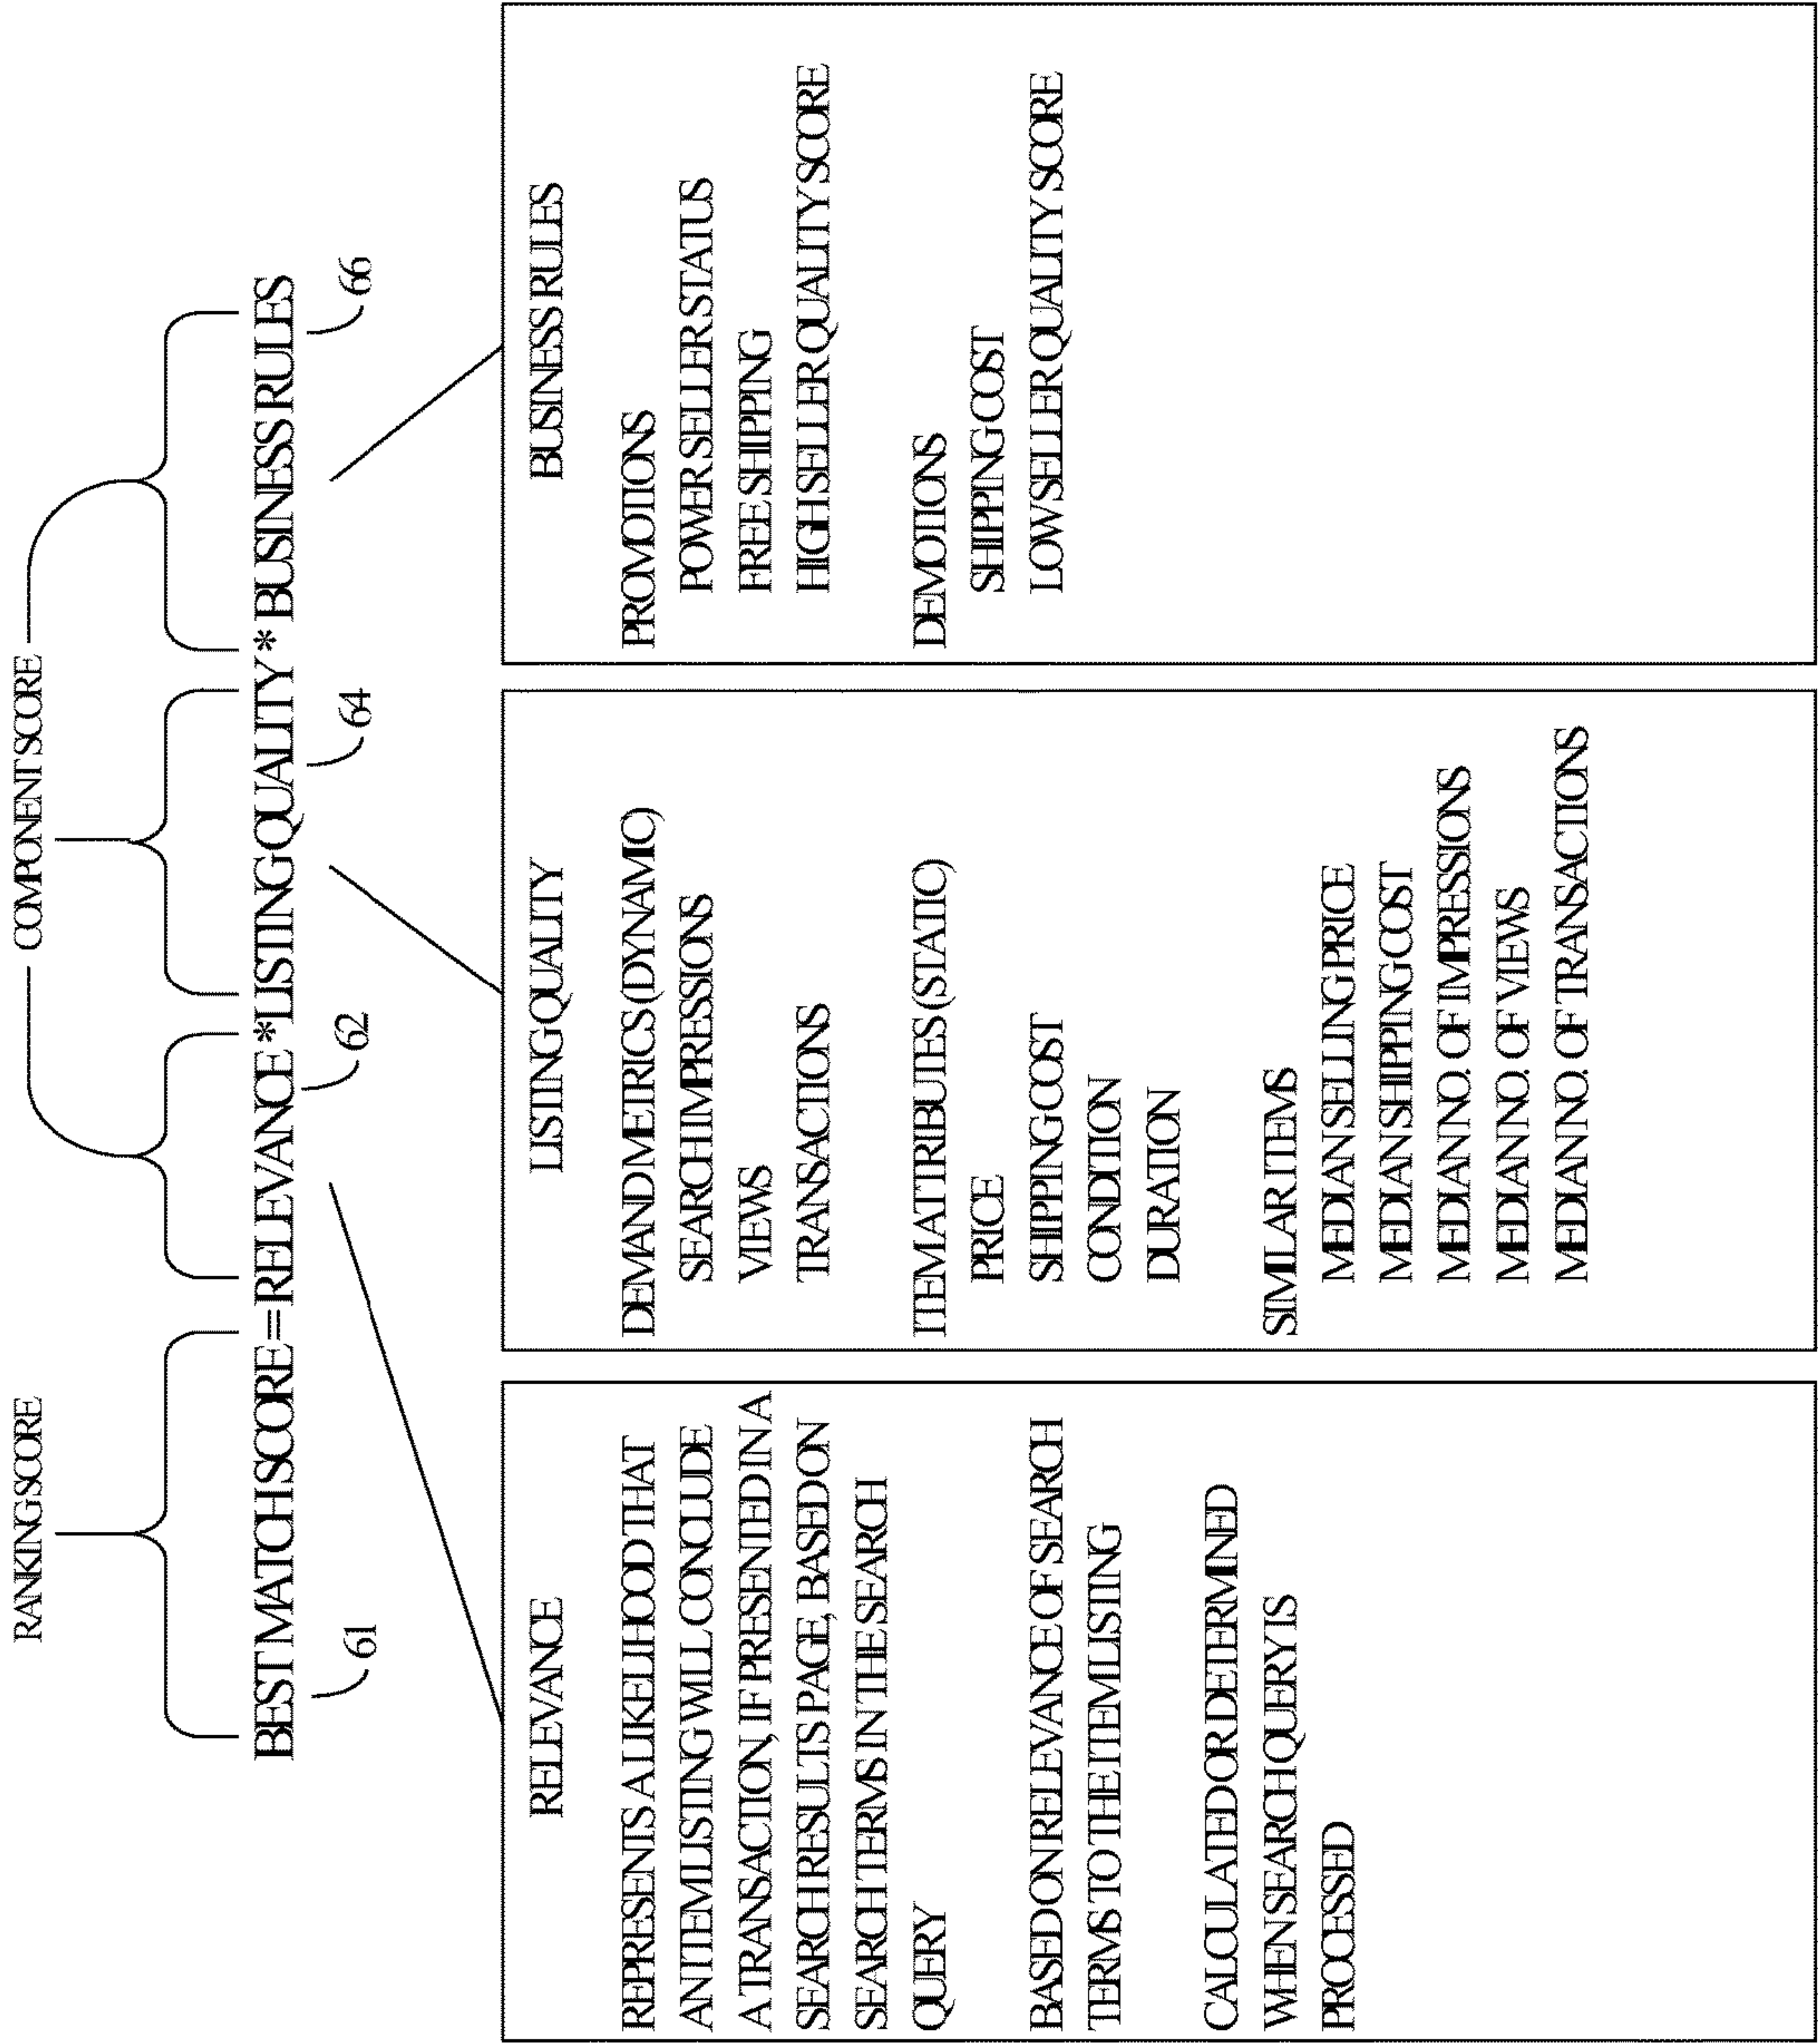 RANKING SCORE
COMPONENT SCORE
BEST MATCH SCORE = RELEVANCE * LISTING QUALITY * BUSINESS RULES
61
62
64
66
RELEVANCE
REPRESENTS A LIKELIHOOD THAT
AN ITEM LISTING WILL CONCLUDE
A TRANSACTION, IF PRESENTED IN A
SEARCH RESULTS PAGE, BASED ON
SEARCH TERMS IN THE SEARCH
QUERY
BASED ON RELEVANCE OF SEARCH
TERMS TO THE ITEM LISTING
CALCULATED OR DETERMINED
WHEN SEARCH QUERY IS
PROCESSED
LISTING QUALITY
DEMAND METRICS (DYNAMIC)
SEARCH IMPRESSIONS
VIEWS
TRANSACTIONS
ITEM ATTRIBUTES (STATIC)
PRICE
SHIPPING COST
CONDITION
DURATION
SIMILAR ITEMS
MEDIAN SELLING PRICE
MEDIAN SHIPPING COST
MEDIAN NO. OF IMPRESSIONS
MEDIAN NO. OF VIEWS
MEDIAN NO. OF TRANSACTIONS
BUSINESS RULES
PROMOTIONS
POWER SELLER STATUS
FREE SHIPPING
HIGH SELLER QUALITY SCORE
DEMOTIONS
SHIPPING COST
LOW SELLER QUALITY SCORE